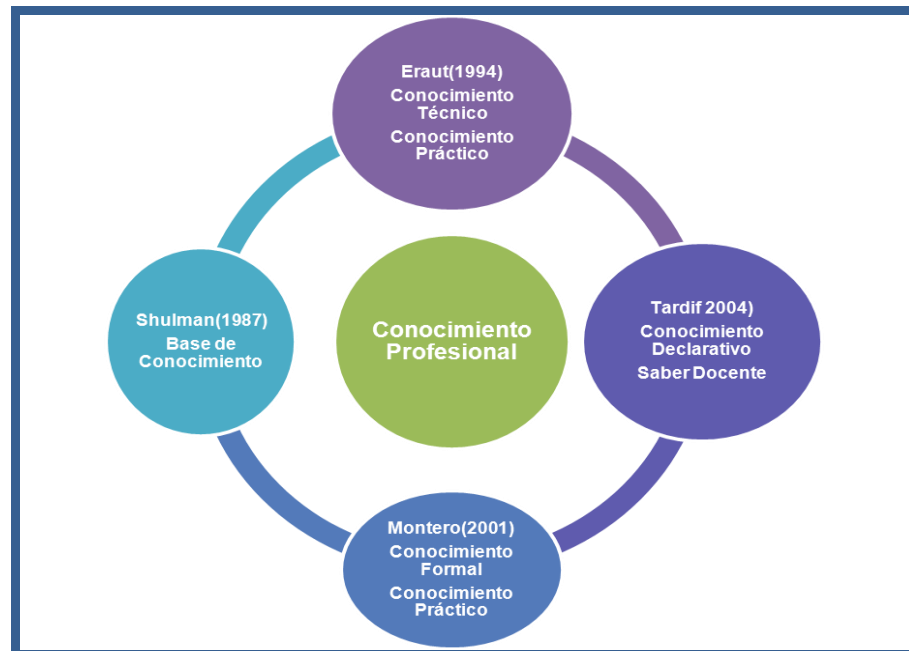 Eraut(1994)
Conocimiento
Técnico
Conocimiento
Práctico
Shulman(1987)
Base de
Conocimiento
Conocimiento
Profesional
Tardif 2004)
Conocimiento
Declarativo
Saber Docente
Montero(2001)
Conocimiento
Formal
Conocimiento
Práctico